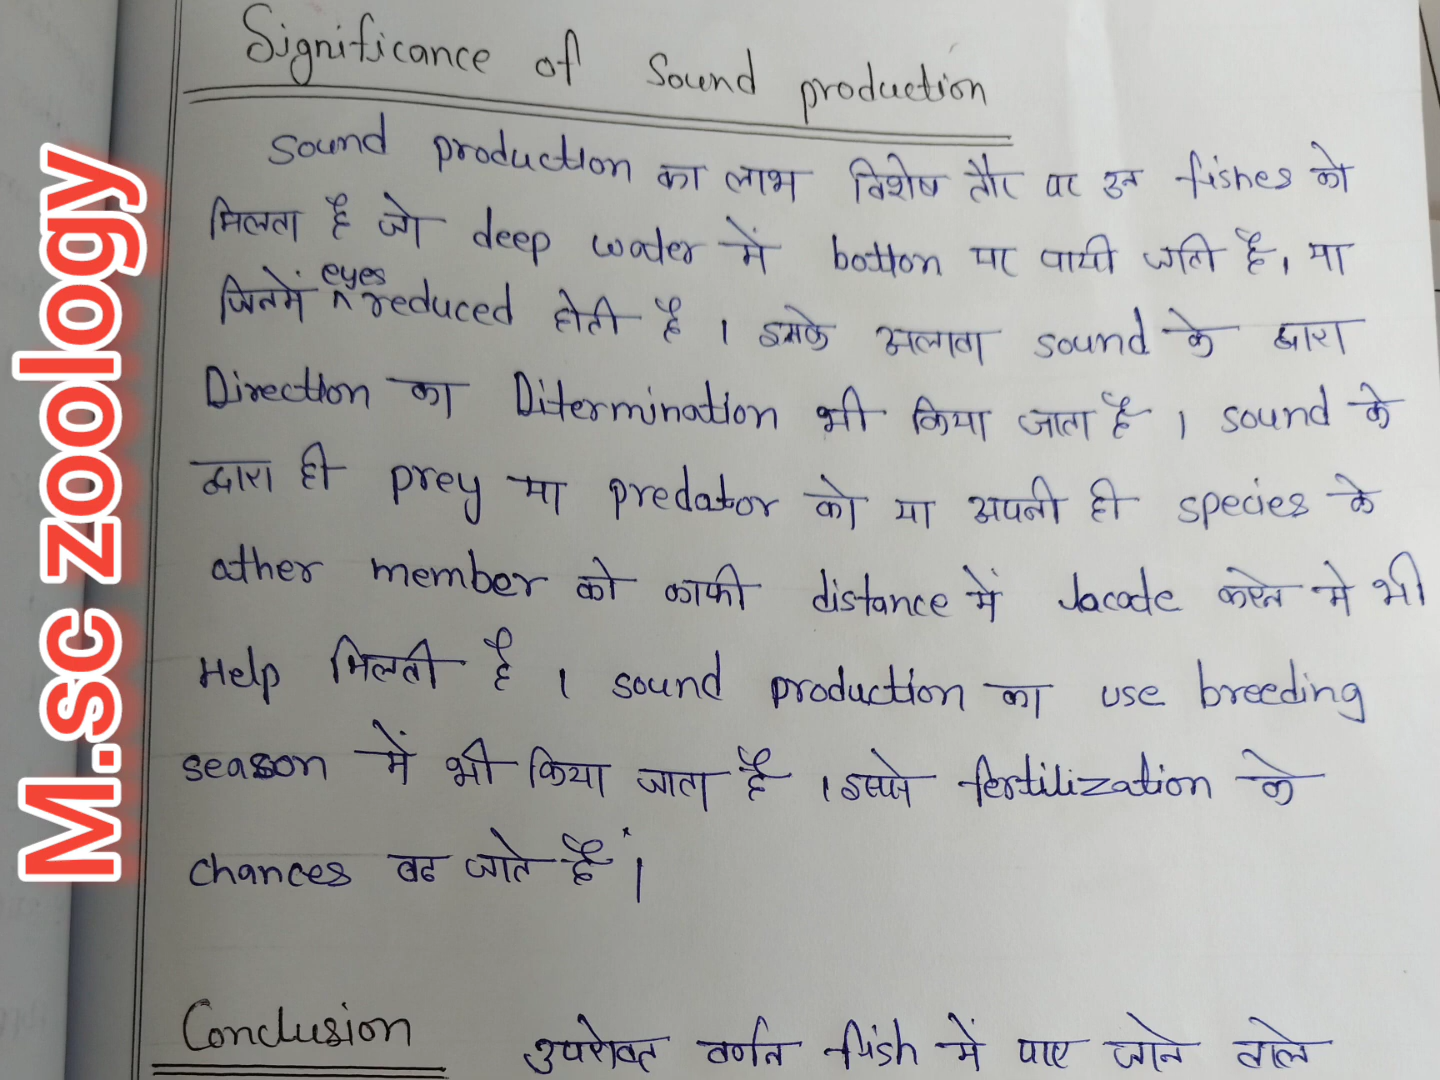 Significance of Sound production
Sound production का लाभ विशेष तौर पर उन fishes को
मिलता है जो deep water में botton पर पायी जाती है, या
जिनमें eyes reduced होती है । इसके अलावा sound के द्वारा
Direction का Ditermination भी किया जाता है । sound के
द्वारा ही prey या predator को या अपनी ही species के
other member को काफी distance में locate करने मे भी
Help मिलती है । sound production का use breeding
season में भी किया जाता है । इससे fertilization के
chances बढ जाते हैं ।
Conclusion उपरोक्त वर्णित fish में पाए जाने वाले
M.sc zoology